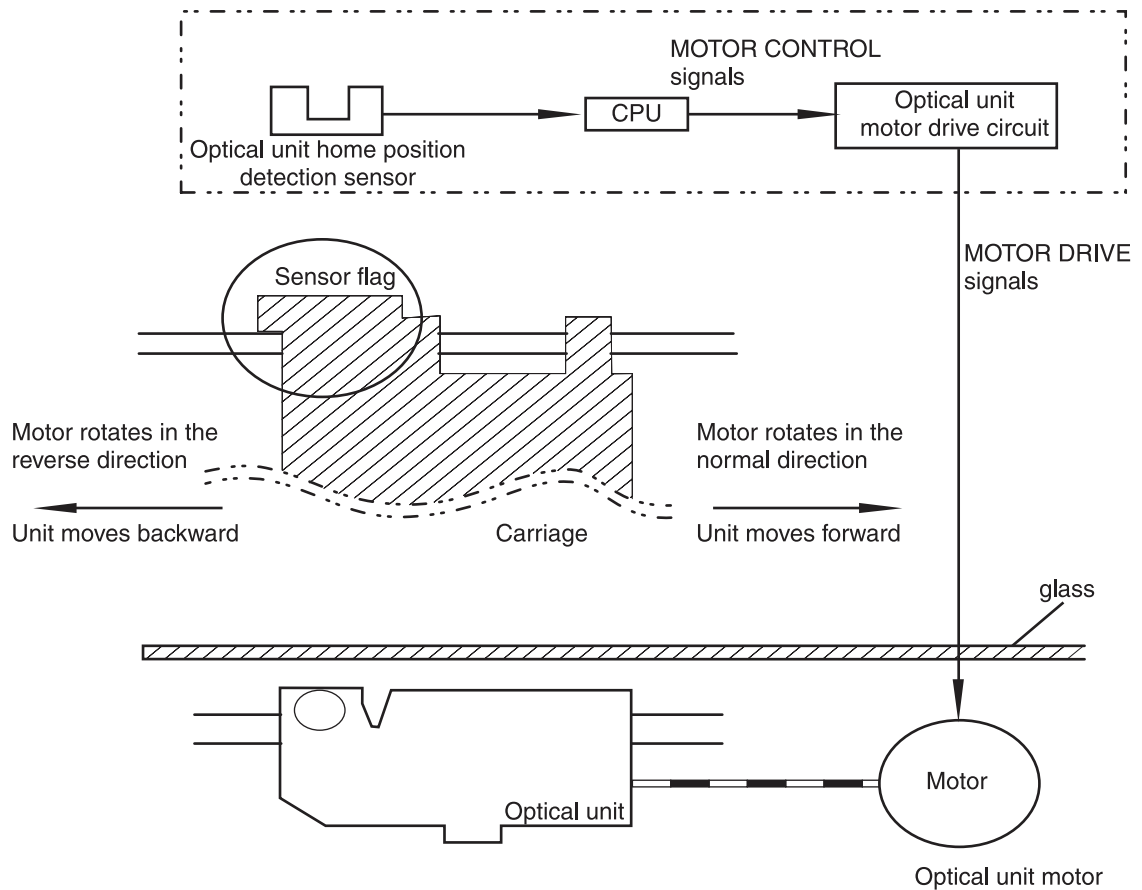 MOTOR CONTROL
signals
CPU
Optical unit
motor drive circuit
Optical unit home position
detection sensor
MOTOR DRIVE
signals
Sensor flag
Motor rotates in the
reverse direction
Motor rotates in the
normal direction
Unit moves backward
Carriage
Unit moves forward
glass
Optical unit
Motor
Optical unit motor